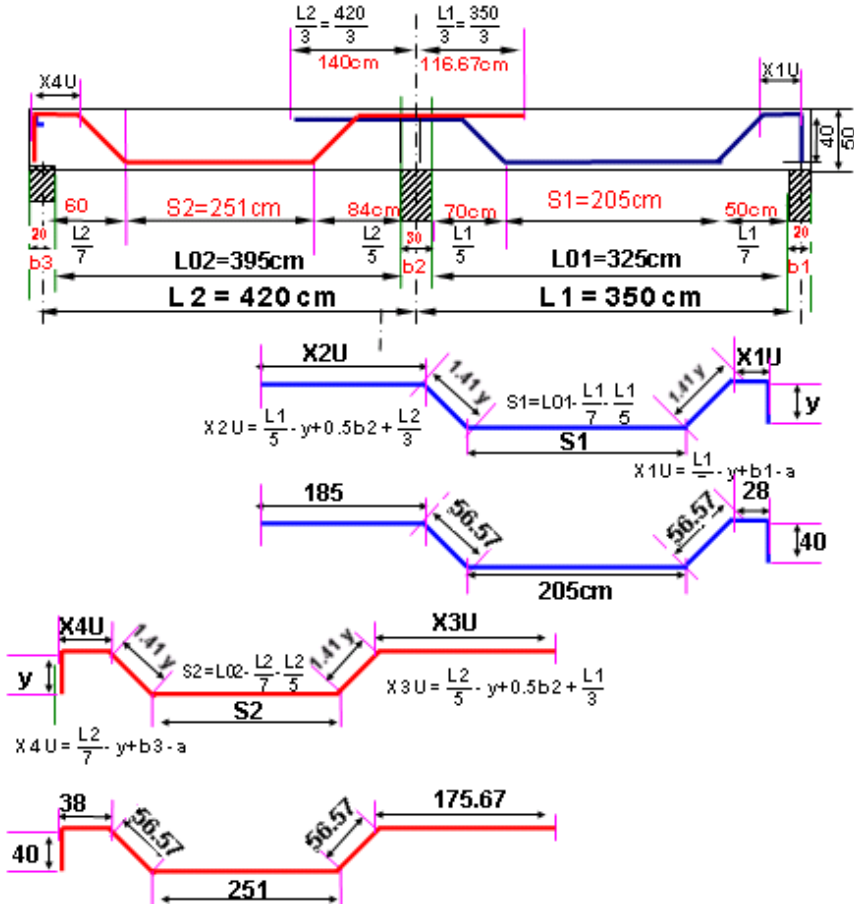 L2/3 = 420/3 L1/3 = 350/3
140cm 116.67cm
X4U X1U
40 50
60 S2=251cm 84cm 70cm S1=205cm 50cm
20 L2/7 L2/5 30 L1/5 L1/7 20
b3 L02=395cm b2 L01=325cm b1
L2 = 420 cm L1 = 350 cm
X2U X1U
1.41 y S1=L01-L1/7-L1/5 1.41 y y
X2U = L1/5 - y+0.5b2+L2/3
S1
X1U = L1/ - y+b1-a
185 28
56.57 56.57 40
205cm
X4U X3U
1.41 y 1.41 y
y S2=L02-L2/7-L2/5
X3U = L2/5 - y+0.5b2+L1/3
S2
X4U = L2/7 - y+b3-a
38 175.67
56.57 56.57
40
251